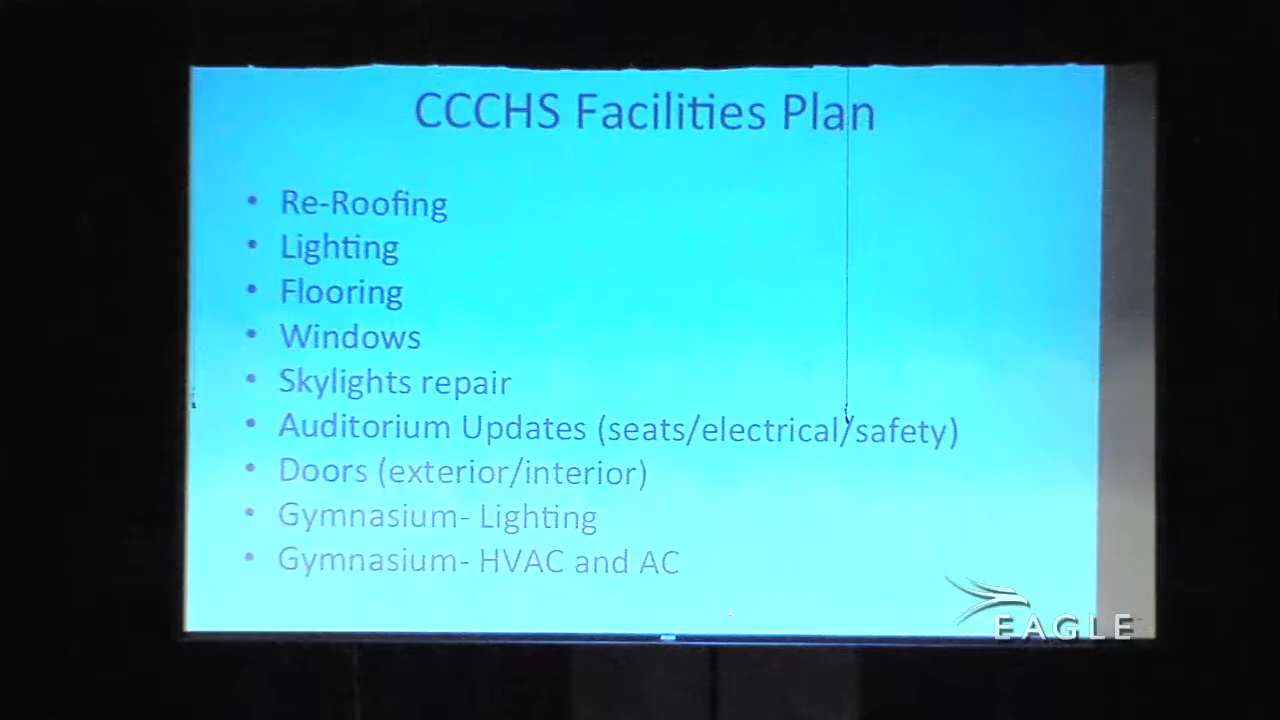 CCCHS Facilities Plan
• Re-Roofing
• Lighting
• Flooring
• Windows
• Skylights repair
• Auditorium Updates (seats/electrical/safety)
• Doors (exterior/interior)
• Gymnasium- Lighting
• Gymnasium- HVAC and AC
EAGLE